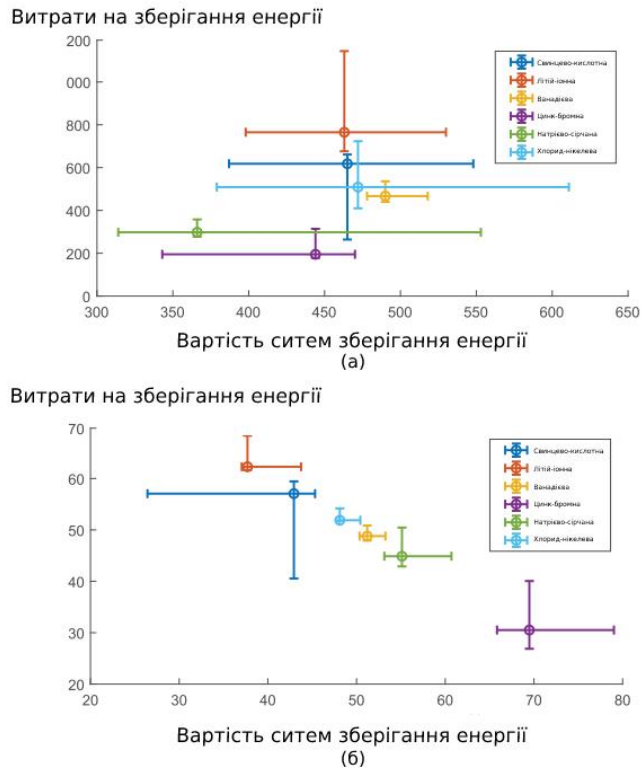 Витрати на зберігання енергії
200
000
800
600
400
200
0
300 350 400 450 500 550 600 650
Свинцево-кислотна
Літій-іонна
Ванадієва
Цинк-бромна
Натрієво-сірчана
Хлорид-нікелева
Вартість ситем зберігання енергії
(а)
Витрати на зберігання енергії
70
60
50
40
30
20
20 30 40 50 60 70 80
Свинцево-кислотна
Літій-іонна
Ванадієва
Цинк-бромна
Натрієво-сірчана
Хлорид-нікелева
Вартість ситем зберігання енергії
(б)